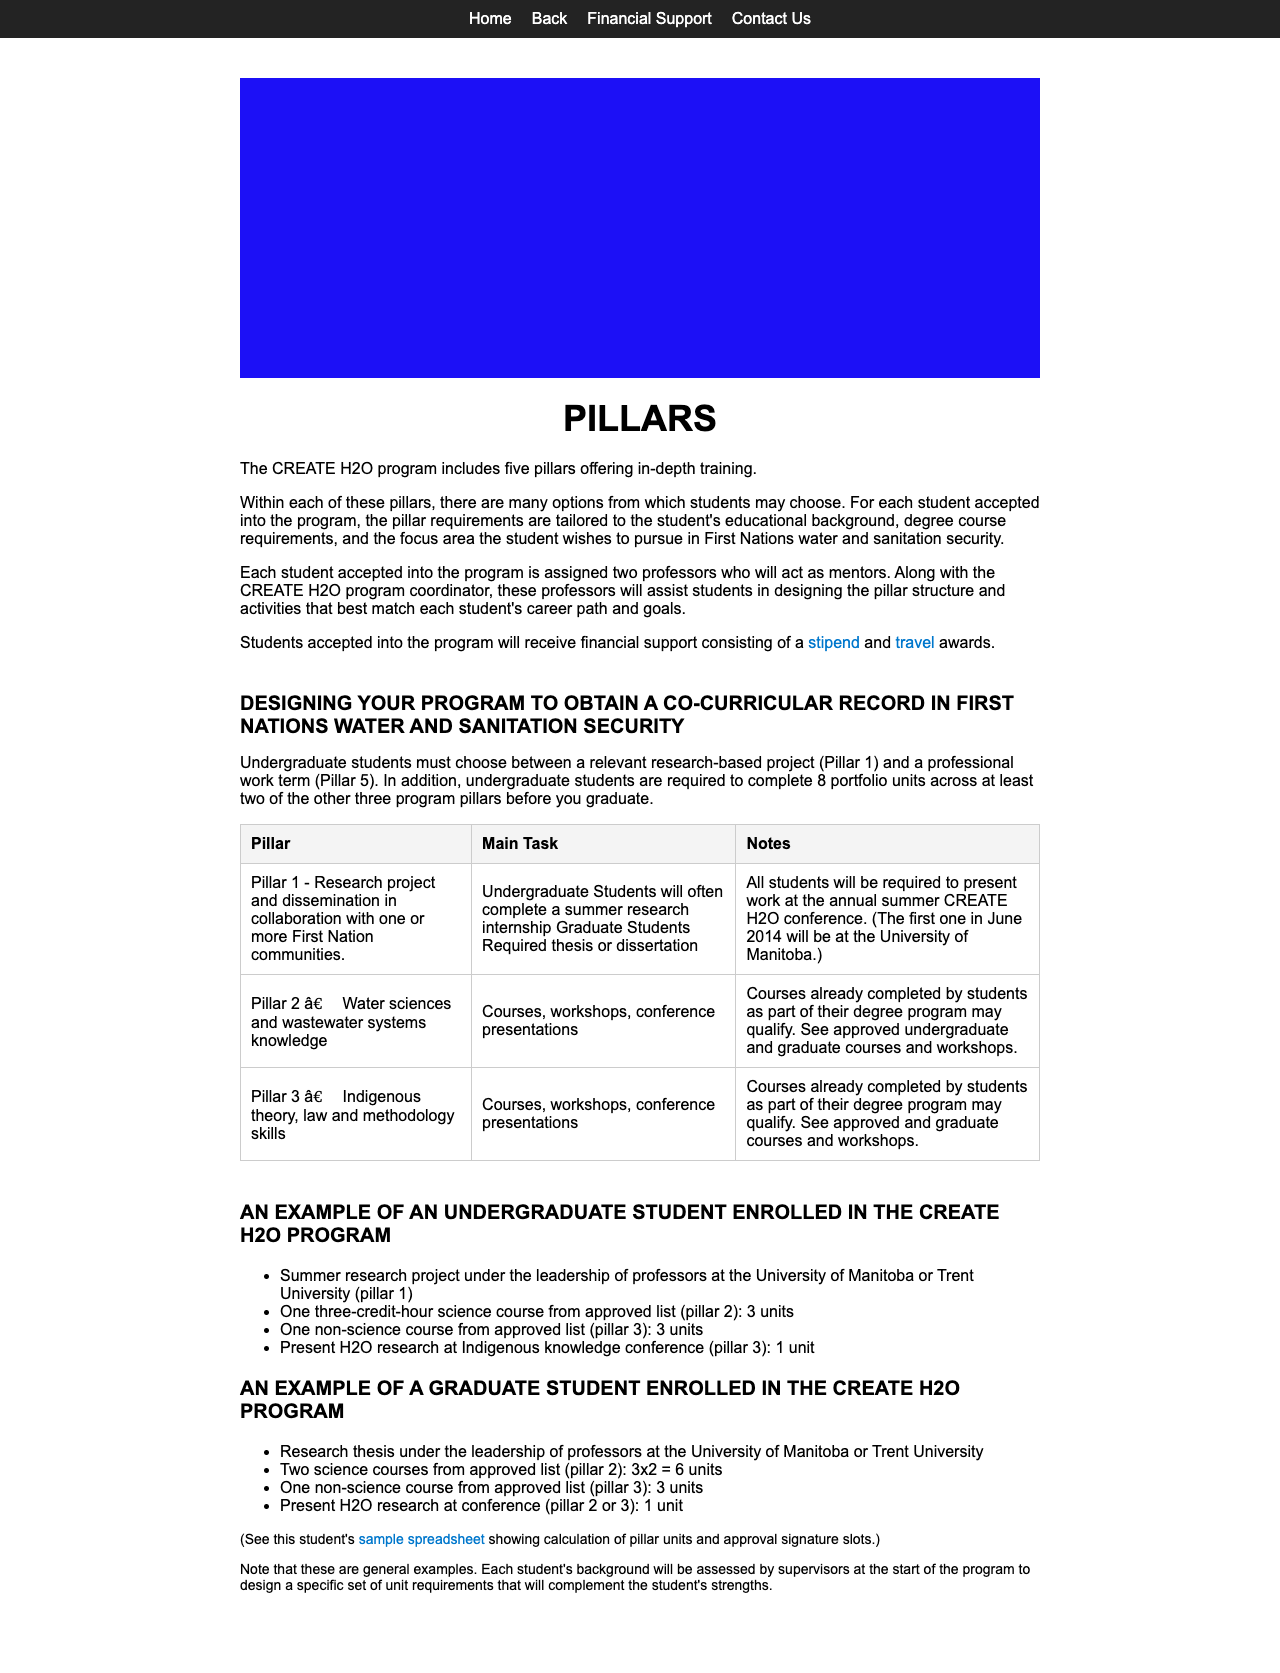 Home Back Financial Support Contact Us
PILLARS
The CREATE H2O program includes five pillars offering in-depth training.
Within each of these pillars, there are many options from which students may choose. For each student accepted
into the program, the pillar requirements are tailored to the student's educational background, degree course
requirements, and the focus area the student wishes to pursue in First Nations water and sanitation security.
Each student accepted into the program is assigned two professors who will act as mentors. Along with the
CREATE H2O program coordinator, these professors will assist students in designing the pillar structure and
activities that best match each student's career path and goals.
Students accepted into the program will receive financial support consisting of a stipend and travel awards.
DESIGNING YOUR PROGRAM TO OBTAIN A CO-CURRICULAR RECORD IN FIRST
NATIONS WATER AND SANITATION SECURITY
Undergraduate students must choose between a relevant research-based project (Pillar 1) and a professional
work term (Pillar 5). In addition, undergraduate students are required to complete 8 portfolio units across at least
two of the other three program pillars before you graduate.
Pillar
Main Task
Notes
Pillar 1 - Research project
and dissemination in
collaboration with one or
more First Nation
communities.
Undergraduate Students will often
complete a summer research
internship Graduate Students
Required thesis or dissertation
All students will be required to present
work at the annual summer CREATE
H2O conference. (The first one in June
2014 will be at the University of
Manitoba.)
Pillar 2 â€ Water sciences
and wastewater systems
knowledge
Courses, workshops, conference
presentations
Courses already completed by students
as part of their degree program may
qualify. See approved undergraduate
and graduate courses and workshops.
Pillar 3 â€ Indigenous
theory, law and methodology
skills
Courses, workshops, conference
presentations
Courses already completed by students
as part of their degree program may
qualify. See approved and graduate
courses and workshops.
AN EXAMPLE OF AN UNDERGRADUATE STUDENT ENROLLED IN THE CREATE
H2O PROGRAM
• Summer research project under the leadership of professors at the University of Manitoba or Trent
University (pillar 1)
• One three-credit-hour science course from approved list (pillar 2): 3 units
• One non-science course from approved list (pillar 3): 3 units
• Present H2O research at Indigenous knowledge conference (pillar 3): 1 unit
AN EXAMPLE OF A GRADUATE STUDENT ENROLLED IN THE CREATE H2O
PROGRAM
• Research thesis under the leadership of professors at the University of Manitoba or Trent University
• Two science courses from approved list (pillar 2): 3x2 = 6 units
• One non-science course from approved list (pillar 3): 3 units
• Present H2O research at conference (pillar 2 or 3): 1 unit
(See this student's sample spreadsheet showing calculation of pillar units and approval signature slots.)
Note that these are general examples. Each student's background will be assessed by supervisors at the start of the program to
design a specific set of unit requirements that will complement the student's strengths.